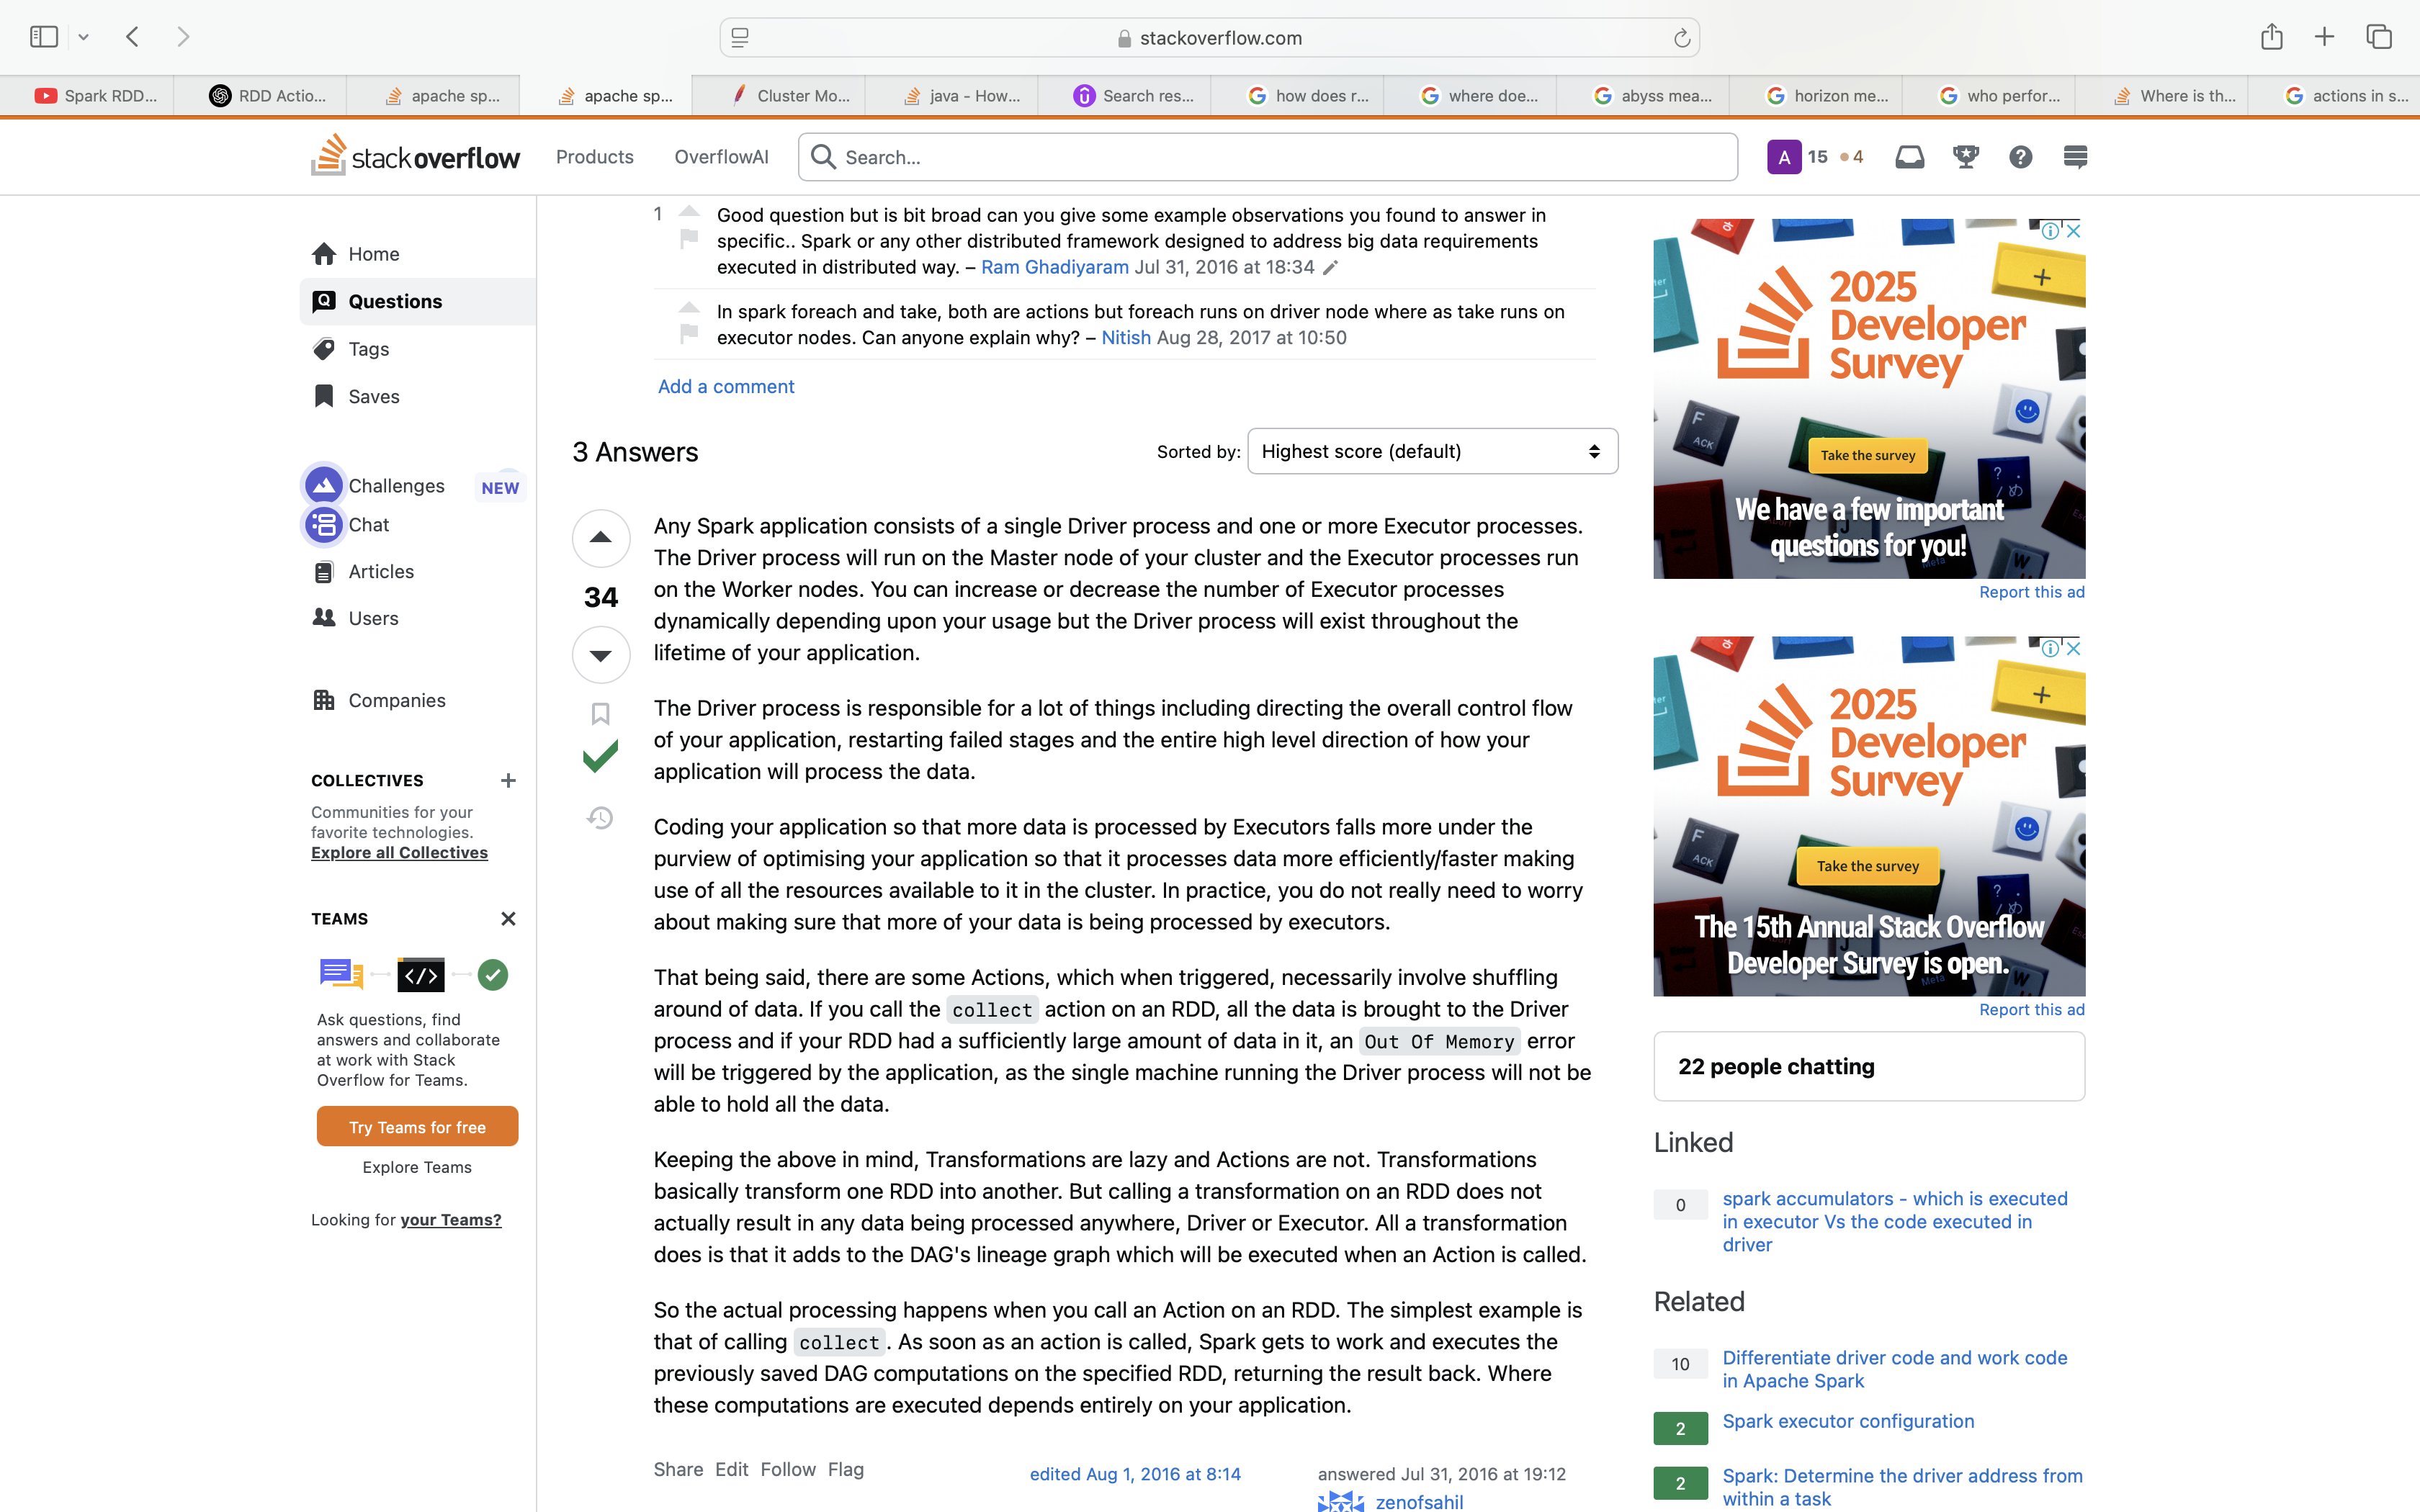 stackoverflow.com
Spark RDD...
RDD Actio...
apache sp...
apache sp...
Cluster Mo...
java - How...
Search res...
how does r...
where doe...
abyss mea...
horizon me...
who perfor...
Where is th...
actions in s...
stackoverflow
Products
OverflowAI
Search...
A
15
4
Home
Questions
Tags
Saves
Challenges
NEW
Chat
Articles
Users
Companies
COLLECTIVES
Communities for your
favorite technologies.
Explore all Collectives
TEAMS
</>
Ask questions, find
answers and collaborate
at work with Stack
Overflow for Teams.
Try Teams for free
Explore Teams
Looking for your Teams?
1
Good question but is bit broad can you give some example observations you found to answer in
specific.. Spark or any other distributed framework designed to address big data requirements
executed in distributed way. – Ram Ghadiyaram Jul 31, 2016 at 18:34
In spark foreach and take, both are actions but foreach runs on driver node where as take runs on
executor nodes. Can anyone explain why? – Nitish Aug 28, 2017 at 10:50
Add a comment
3 Answers
Sorted by:
Highest score (default)
34
Any Spark application consists of a single Driver process and one or more Executor processes.
The Driver process will run on the Master node of your cluster and the Executor processes run
on the Worker nodes. You can increase or decrease the number of Executor processes
dynamically depending upon your usage but the Driver process will exist throughout the
lifetime of your application.
The Driver process is responsible for a lot of things including directing the overall control flow
of your application, restarting failed stages and the entire high level direction of how your
application will process the data.
Coding your application so that more data is processed by Executors falls more under the
purview of optimising your application so that it processes data more efficiently/faster making
use of all the resources available to it in the cluster. In practice, you do not really need to worry
about making sure that more of your data is being processed by executors.
That being said, there are some Actions, which when triggered, necessarily involve shuffling
around of data. If you call the collect action on an RDD, all the data is brought to the Driver
process and if your RDD had a sufficiently large amount of data in it, an Out Of Memory error
will be triggered by the application, as the single machine running the Driver process will not be
able to hold all the data.
Keeping the above in mind, Transformations are lazy and Actions are not. Transformations
basically transform one RDD into another. But calling a transformation on an RDD does not
actually result in any data being processed anywhere, Driver or Executor. All a transformation
does is that it adds to the DAG's lineage graph which will be executed when an Action is called.
So the actual processing happens when you call an Action on an RDD. The simplest example is
that of calling collect . As soon as an action is called, Spark gets to work and executes the
previously saved DAG computations on the specified RDD, returning the result back. Where
these computations are executed depends entirely on your application.
Share Edit Follow Flag
edited Aug 1, 2016 at 8:14
answered Jul 31, 2016 at 19:12
zenofsahil
2025
Developer
Survey
F
ACK
Take the survey
We have a few important
questions for you!
Meta
Report this ad
2025
Developer
Survey
F
ACK
Take the survey
The 15th Annual Stack Overflow
Developer Survey is open.
Meta
Report this ad
22 people chatting
Linked
0
spark accumulators - which is executed
in executor Vs the code executed in
driver
Related
10
Differentiate driver code and work code
in Apache Spark
2
Spark executor configuration
2
Spark: Determine the driver address from
within a task